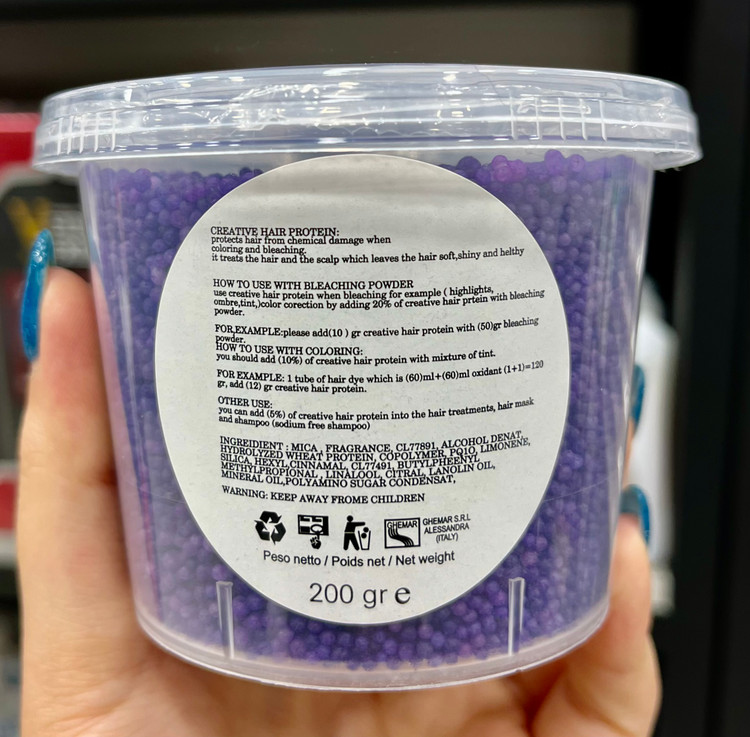 CREATIVE HAIR PROTEIN:
protects hair from chemical damage when
coloring and bleaching.
it treats the hair and the scalp which leaves the hair soft,shiny and helthy
HOW TO USE WITH BLEACHING POWDER
use creative hair protein when bleaching for example ( highlights,
ombre,tint,)color corection by adding 20% of creative hair prtein with bleaching
powder.
FOR,EXAMPLE:please add(10 ) gr creative hair protein with (50)gr bleaching
powder.
HOW TO USE WITH COLORING:
you should add (10%) of creative hair protein with mixture of tint.
FOR EXAMPLE: 1 tube of hair dye which is (60)ml+(60)ml oxidant (1+1)=120
gr, add (12) gr creative hair protein.
OTHER USE:
you can add (5%) of creative hair protein into the hair treatments, hair mask
and shampoo (sodium free shampoo)
INGREIDIENT : MICA , FRAGRANCE, CL77891, ALCOHOL DENAT,
HYDROLYZED WHEAT PROTEIN, COPOLYMER, PQ10, LIMONENE,
SILICA, HEXYL,CINNAMAL, CL77491, BUTYLPHEENYL
METHYLPROPIONAL , LINALOOL, CITRAL, LANOLIN OIL,
MINERAL OIL,POLYAMINO SUGAR CONDENSAT,
WARNING: KEEP AWAY FROME CHILDREN
GHEMAR
GHEMAR S.R.L
ALESSANDRA
(ITALY)
Peso netto / Poids net / Net weight
200 gr e